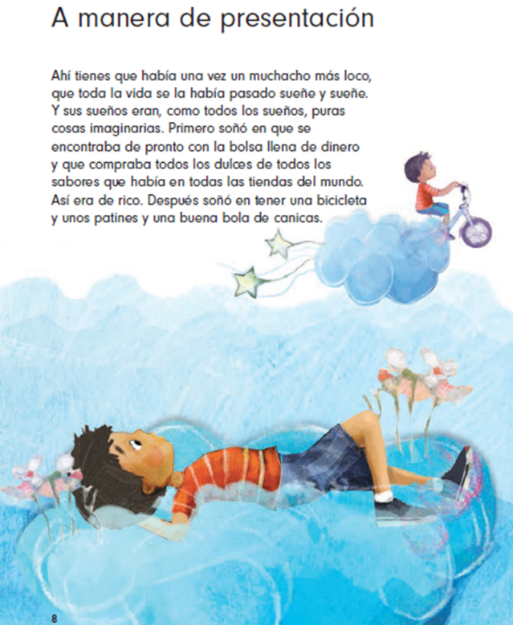 A manera de presentación
Ahí tienes que había una vez un muchacho más loco,
que toda la vida se la había pasado sueñe y sueñe.
Y sus sueños eran, como todos los sueños, puras
cosas imaginarias. Primero soñó en que se
encontraba de pronto con la bolsa llena de dinero
y que compraba todos los dulces de todos los
sabores que había en todas las tiendas del mundo.
Así era de rico. Después soñó en tener una bicicleta
y unos patines y una buena bola de canicas.
8